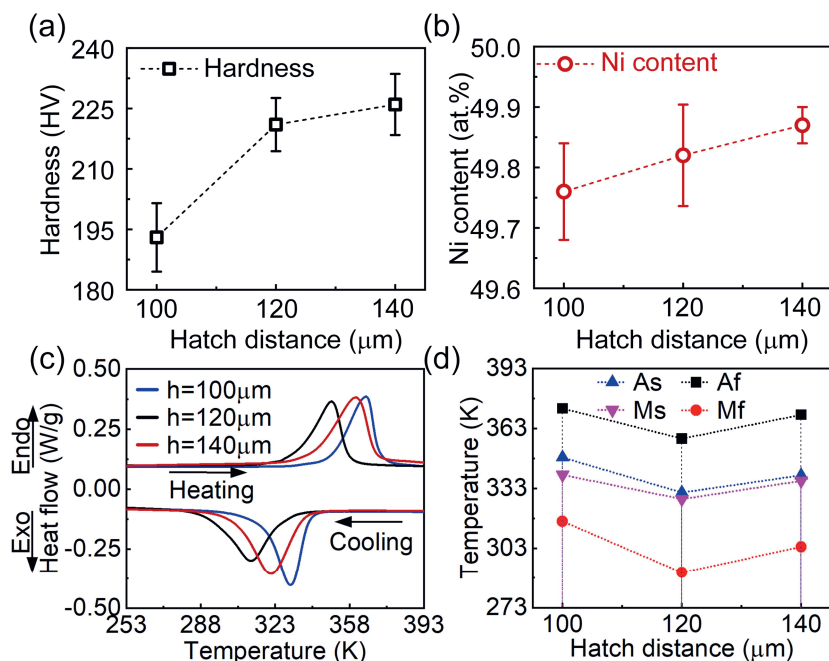 (a)
240
225
210
195
180
Hardness (HV)
Hardness
100 120 140
Hatch distance (μm)
(b)
50.0
49.9
49.8
49.7
49.6
Ni content (at.%)
Ni content
100 120 140
Hatch distance (μm)
(c)
0.50
0.25
0.00
-0.25
-0.50
Exo Endo
Heat flow (W/g)
h=100μm
h=120μm
h=140μm
Heating
Cooling
253 288 323 358 393
Temperature (K)
(d)
393
363
333
303
273
Temperature (K)
As Af
Ms Mf
100 120 140
Hatch distance (μm)